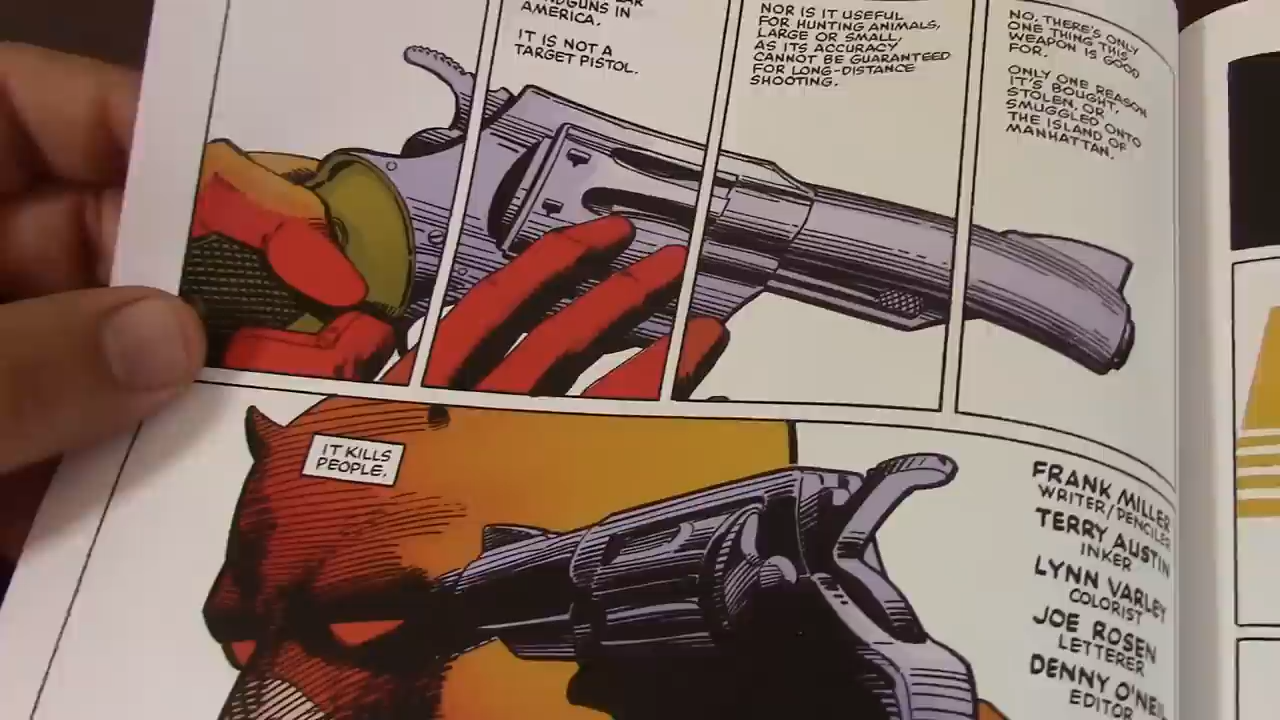 HANDGUNS IN
AMERICA.
IT IS NOT A
TARGET PISTOL.
NOR IS IT USEFUL
FOR HUNTING ANIMALS,
LARGE OR SMALL,
AS ITS ACCURACY
CANNOT BE GUARANTEED
FOR LONG-DISTANCE
SHOOTING.
NO, THERE'S ONLY
ONE THING THIS
WEAPON IS GOOD
FOR.
ONLY ONE REASON
IT'S BOUGHT,
STOLEN, OR
SMUGGLED ONTO
THE ISLAND OF
MANHATTAN.
IT KILLS
PEOPLE.
FRANK MILLER
WRITER/PENCILER
TERRY AUSTIN
INKER
LYNN VARLEY
COLORIST
JOE ROSEN
LETTERER
DENNY O'NEIL
EDITOR